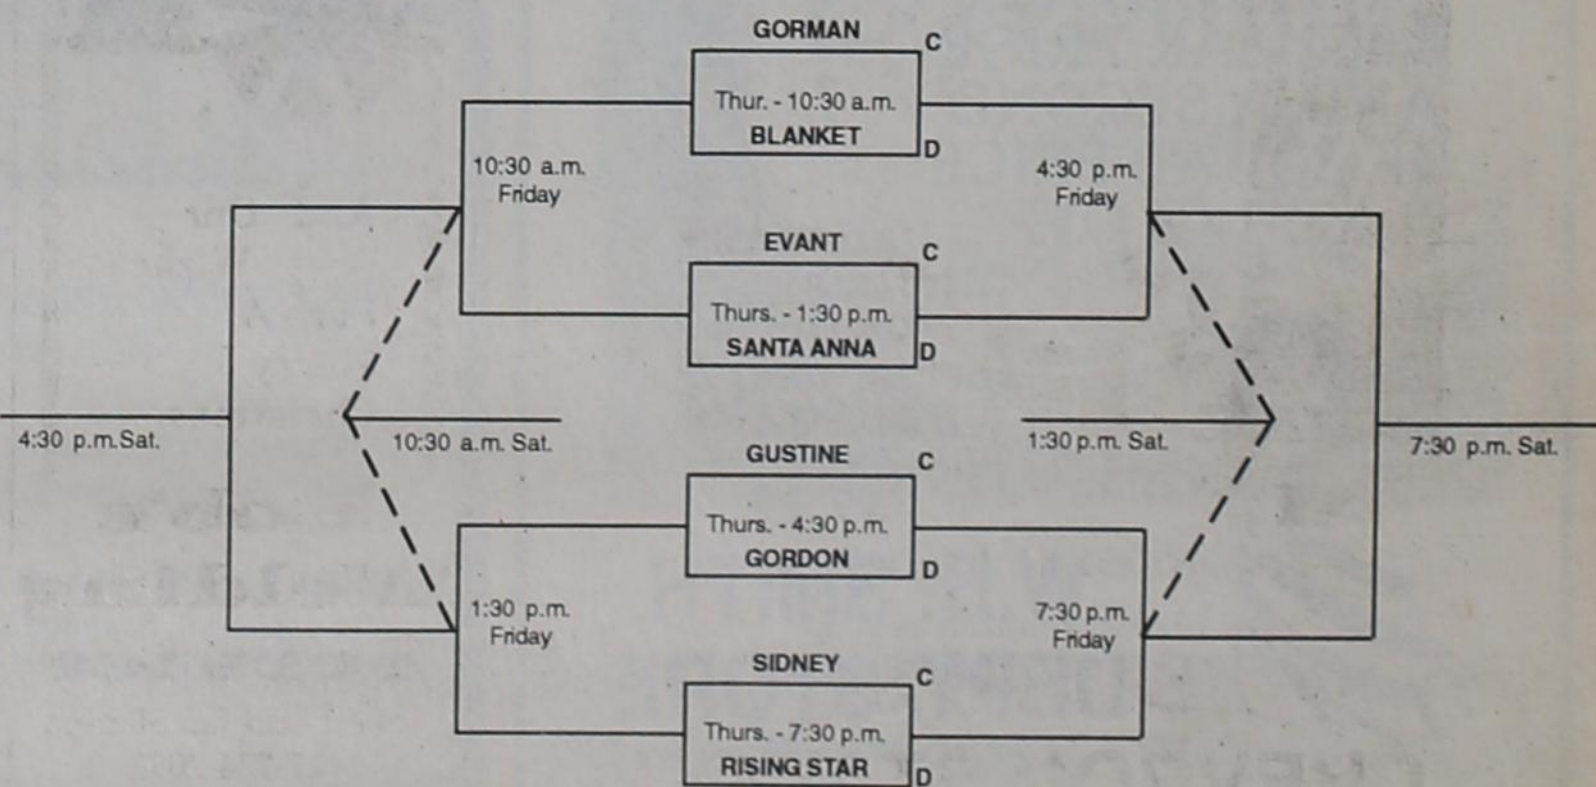 GORMAN
C
Thur. - 10:30 a.m.
BLANKET
D
10:30 a.m.
Friday
4:30 p.m.
Friday
EVANT
C
Thurs. - 1:30 p.m.
SANTA ANNA
D
4:30 p.m.Sat.
10:30 a.m. Sat.
1:30 p.m. Sat.
7:30 p.m. Sat.
GUSTINE
C
Thurs. - 4:30 p.m.
GORDON
D
1:30 p.m.
Friday
7:30 p.m.
Friday
SIDNEY
C
Thurs. - 7:30 p.m.
RISING STAR
D